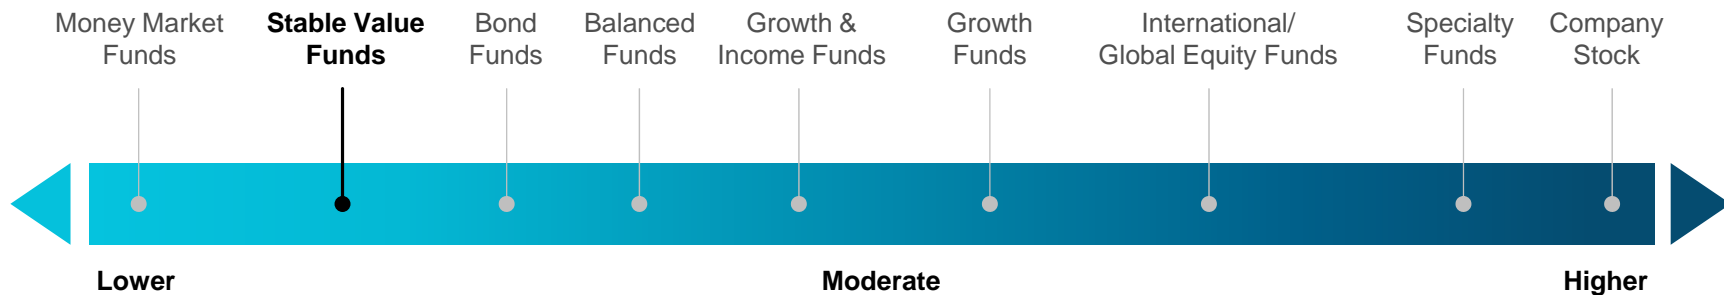 Money Market
Funds
Stable Value
Funds
Bond
Funds
Balanced
Funds
Growth &
Income Funds
Growth
Funds
International/
Global Equity Funds
Specialty
Funds
Company
Stock
Lower
Moderate
Higher